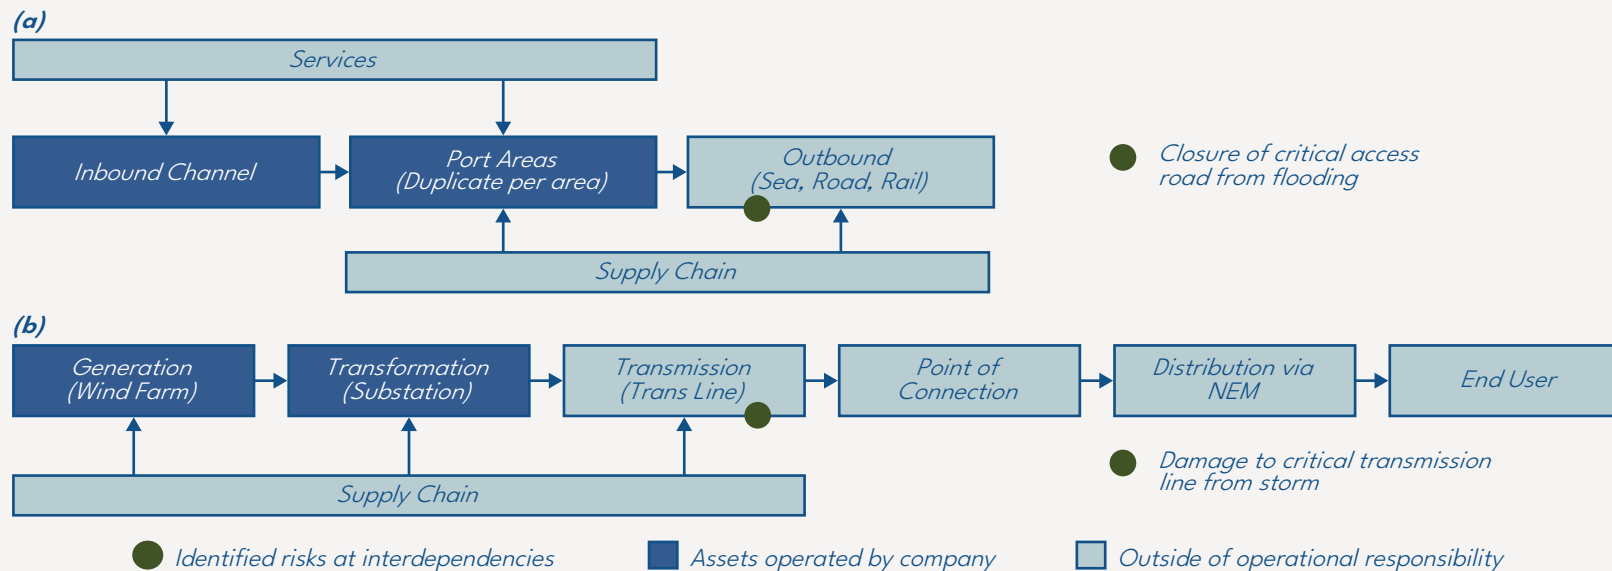 (a)
Services
Inbound Channel
Port Areas
(Duplicate per area)
Outbound
(Sea, Road, Rail)
Closure of critical access
road from flooding
Supply Chain
(b)
Generation
(Wind Farm)
Transformation
(Substation)
Transmission
(Trans Line)
Point of
Connection
Distribution via
NEM
End User
Damage to critical transmission
line from storm
Supply Chain
Identified risks at interdependencies
Assets operated by company
Outside of operational responsibility